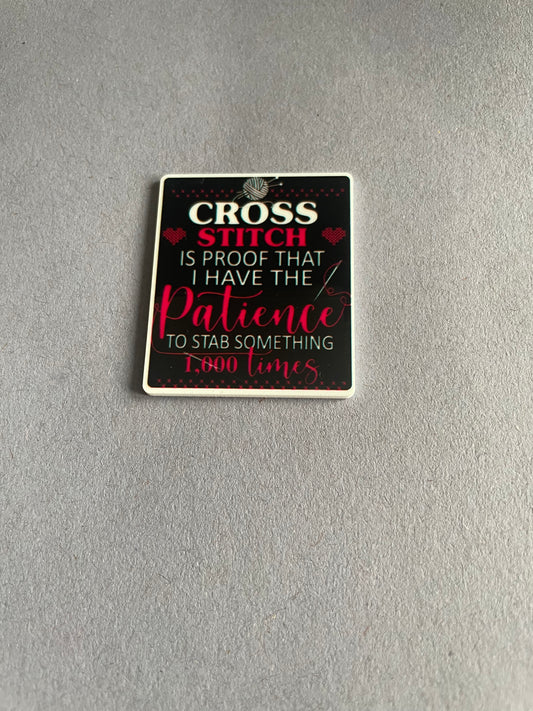 CROSS
STITCH
IS PROOF THAT
I HAVE THE
Patience
TO STAB SOMETHING
1,000 times